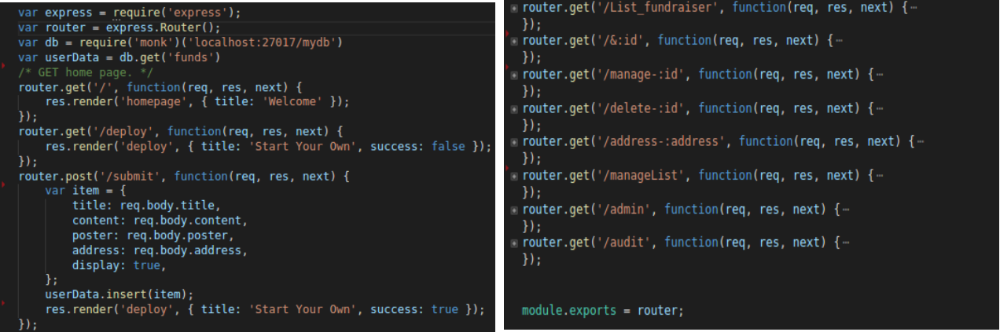 var express = require('express');
var router = express.Router();
var db = require('monk')('localhost:27017/mydb')
var userData = db.get('funds')
/* GET home page. */
router.get('/', function(req, res, next) {
    res.render('homepage', { title: 'Welcome' });
});
router.get('/deploy', function(req, res, next) {
    res.render('deploy', { title: 'Start Your Own', success: false });
});
router.post('/submit', function(req, res, next) {
    var item = {
        title: req.body.title,
        content: req.body.content,
        poster: req.body.poster,
        address: req.body.address,
        display: true,
    };
    userData.insert(item);
    res.render('deploy', { title: 'Start Your Own', success: true });
});
router.get('/List_fundraiser', function(req, res, next) {⋯
});
router.get('/&:id', function(req, res, next) {⋯
});
router.get('/manage-:id', function(req, res, next) {⋯
});
router.get('/delete-:id', function(req, res, next) {⋯
});
router.get('/address-:address', function(req, res, next) {⋯
});
router.get('/manageList', function(req, res, next) {⋯
});
router.get('/admin', function(req, res, next) {⋯
});
router.get('/audit', function(req, res, next) {⋯
});
module.exports = router;